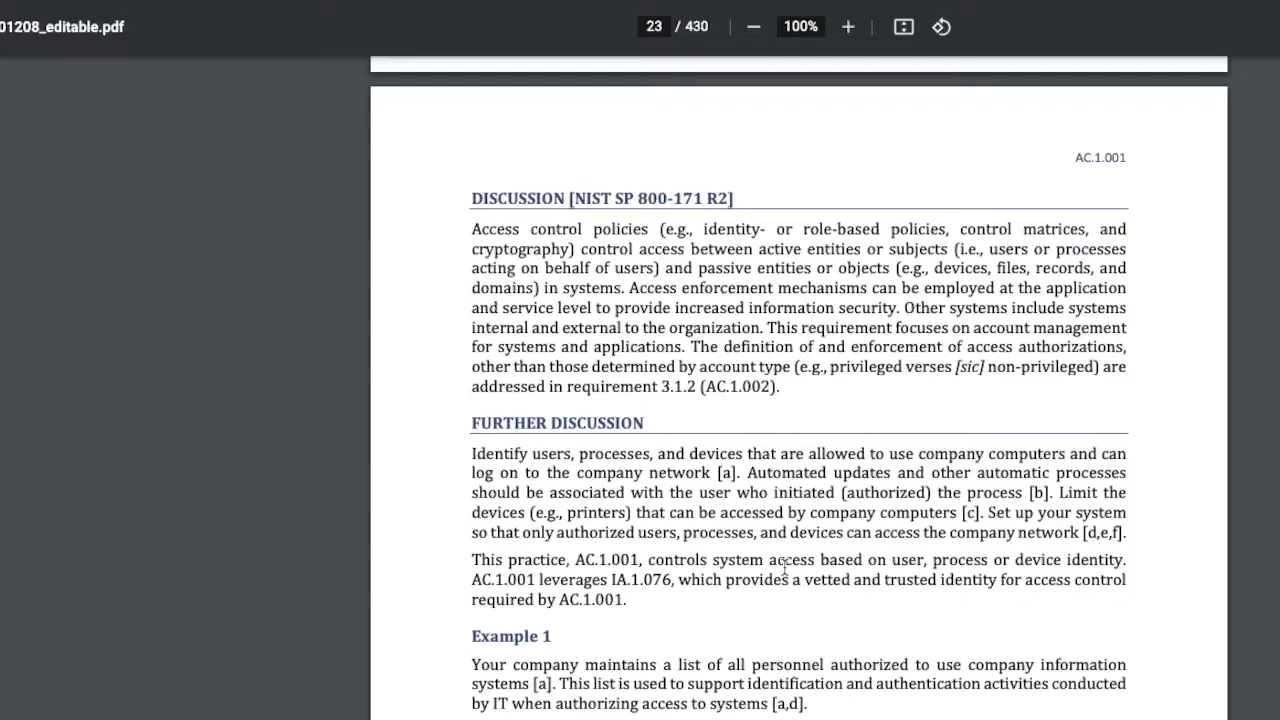 01208_editable.pdf
23 / 430
100%
AC.1.001
DISCUSSION [NIST SP 800-171 R2]
Access control policies (e.g., identity- or role-based policies, control matrices, and
cryptography) control access between active entities or subjects (i.e., users or processes
acting on behalf of users) and passive entities or objects (e.g., devices, files, records, and
domains) in systems. Access enforcement mechanisms can be employed at the application
and service level to provide increased information security. Other systems include systems
internal and external to the organization. This requirement focuses on account management
for systems and applications. The definition of and enforcement of access authorizations,
other than those determined by account type (e.g., privileged verses [sic] non-privileged) are
addressed in requirement 3.1.2 (AC.1.002).
FURTHER DISCUSSION
Identify users, processes, and devices that are allowed to use company computers and can
log on to the company network [a]. Automated updates and other automatic processes
should be associated with the user who initiated (authorized) the process [b]. Limit the
devices (e.g., printers) that can be accessed by company computers [c]. Set up your system
so that only authorized users, processes, and devices can access the company network [d,e,f].
This practice, AC.1.001, controls system access based on user, process or device identity.
AC.1.001 leverages IA.1.076, which provides a vetted and trusted identity for access control
required by AC.1.001.
Example 1
Your company maintains a list of all personnel authorized to use company information
systems [a]. This list is used to support identification and authentication activities conducted
by IT when authorizing access to systems [a,d].